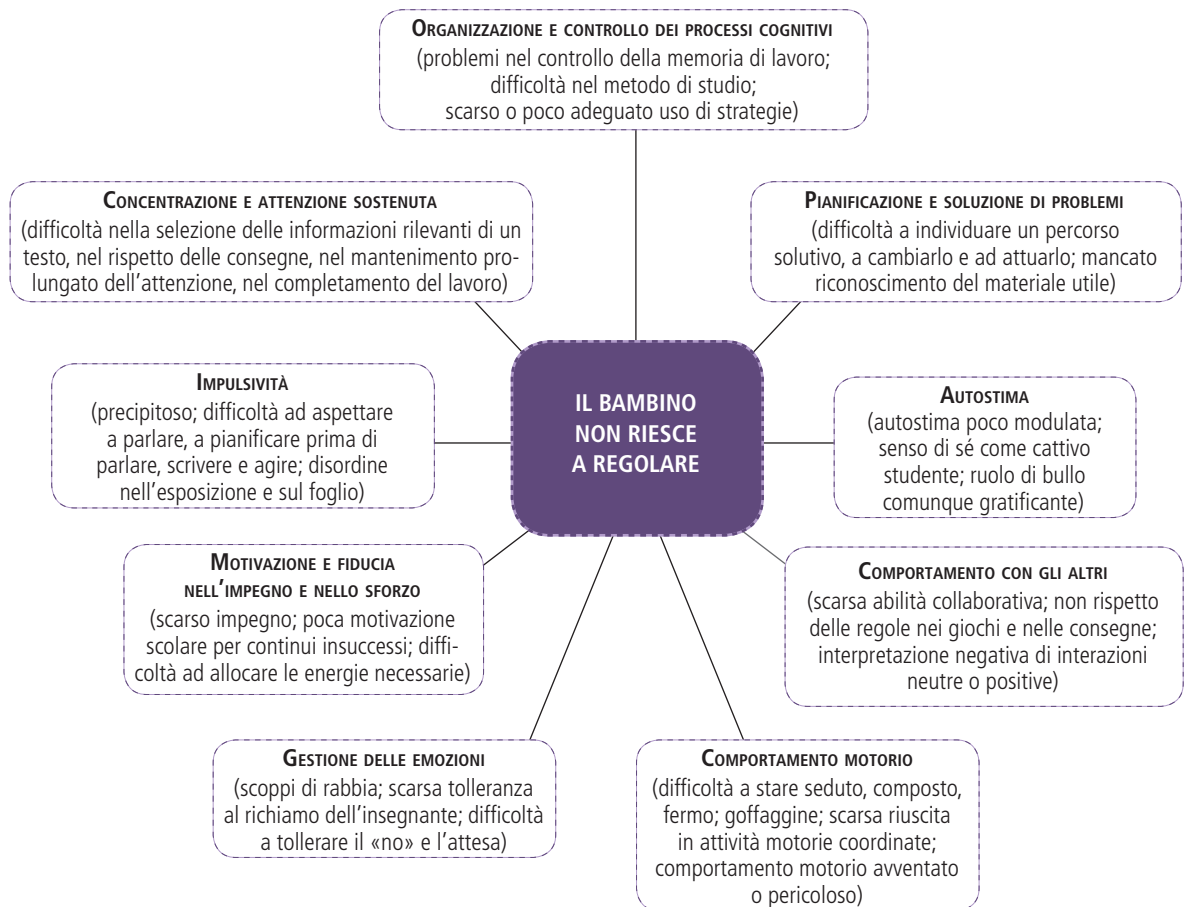 Organizzazione e controllo dei processi cognitivi
(problemi nel controllo della memoria di lavoro;
difficoltà nel metodo di studio;
scarso o poco adeguato uso di strategie)
Concentrazione e attenzione sostenuta
(difficoltà nella selezione delle informazioni rilevanti di un
testo, nel rispetto delle consegne, nel mantenimento pro-
lungato dell'attenzione, nel completamento del lavoro)
Pianificazione e soluzione di problemi
(difficoltà a individuare un percorso
solutivo, a cambiarlo e ad attuarlo; mancato
riconoscimento del materiale utile)
Impulsività
(precipitoso; difficoltà ad aspettare
a parlare, a pianificare prima di
parlare, scrivere e agire; disordine
nell'esposizione e sul foglio)
IL BAMBINO
NON RIESCE
A REGOLARE
Autostima
(autostima poco modulata;
senso di sé come cattivo
studente; ruolo di bullo
comunque gratificante)
Motivazione e fiducia
nell'impegno e nello sforzo
(scarso impegno; poca motivazione
scolare per continui insuccessi; diffi-
coltà ad allocare le energie necessarie)
Comportamento con gli altri
(scarsa abilità collaborativa; non rispetto
delle regole nei giochi e nelle consegne;
interpretazione negativa di interazioni
neutre o positive)
Gestione delle emozioni
(scoppi di rabbia; scarsa tolleranza
al richiamo dell'insegnante; difficoltà
a tollerare il «no» e l'attesa)
Comportamento motorio
(difficoltà a stare seduto, composto,
fermo; goffaggine; scarsa riuscita
in attività motorie coordinate;
comportamento motorio avventato
o pericoloso)